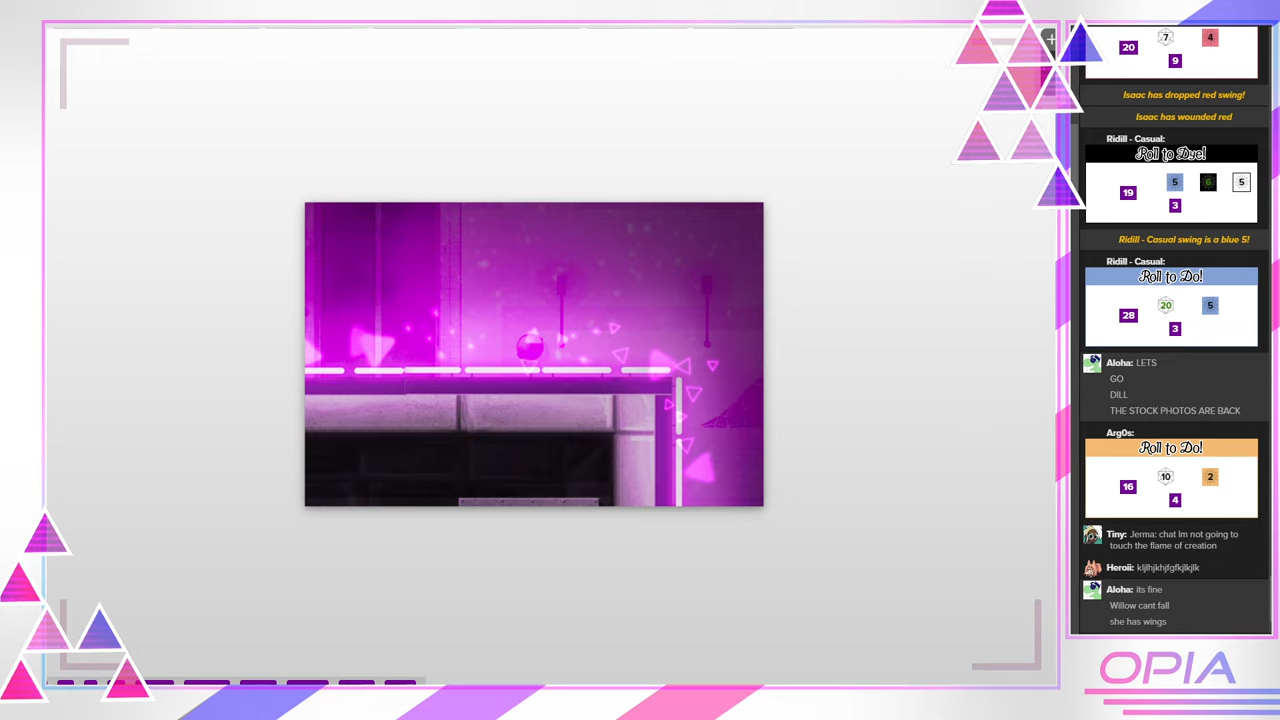 20
7
4
9
Isaac has dropped red swing!
Isaac has wounded red
Ridill - Casual:
Roll to Dye!
19
5
6
5
3
Ridill - Casual swing is a blue 5!
Ridill - Casual:
Roll to Do!
28
20
5
3
Aloha: LETS
GO
DILL
THE STOCK PHOTOS ARE BACK
Arg0s:
Roll to Do!
16
10
2
4
Tiny: Jerma: chat Im not going to
touch the flame of creation
Heroii: kljlhjkhjfgfkjlkjlk
Aloha: its fine
Willow cant fall
she has wings
OPIA